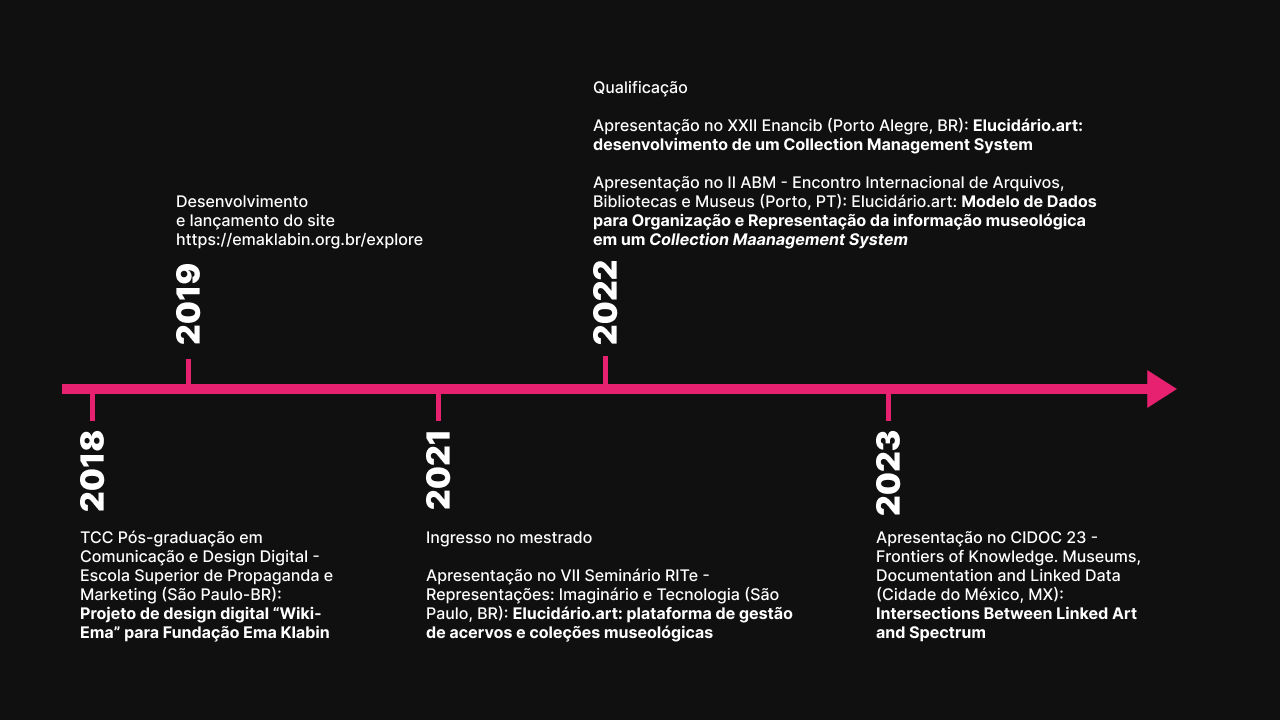 Qualificação
Apresentação no XXII Enancib (Porto Alegre, BR): Elucidário.art:
desenvolvimento de um Collection Management System
Apresentação no II ABM - Encontro Internacional de Arquivos,
Bibliotecas e Museus (Porto, PT): Elucidário.art: Modelo de Dados
para Organização e Representação da informação museológica
em um Collection Maanagement System
Desenvolvimento
e lançamento do site
https://emaklabin.org.br/explore
2019
2022
2018
2021
2023
TCC Pós-graduação em
Comunicação e Design Digital -
Escola Superior de Propaganda e
Marketing (São Paulo-BR):
Projeto de design digital “Wiki-
Ema” para Fundação Ema Klabin
Ingresso no mestrado
Apresentação no VII Seminário RITe -
Representações: Imaginário e Tecnologia (São
Paulo, BR): Elucidário.art: plataforma de gestão
de acervos e coleções museológicas
Apresentação no CIDOC 23 -
Frontiers of Knowledge. Museums,
Documentation and Linked Data
(Cidade do México, MX):
Intersections Between Linked Art
and Spectrum